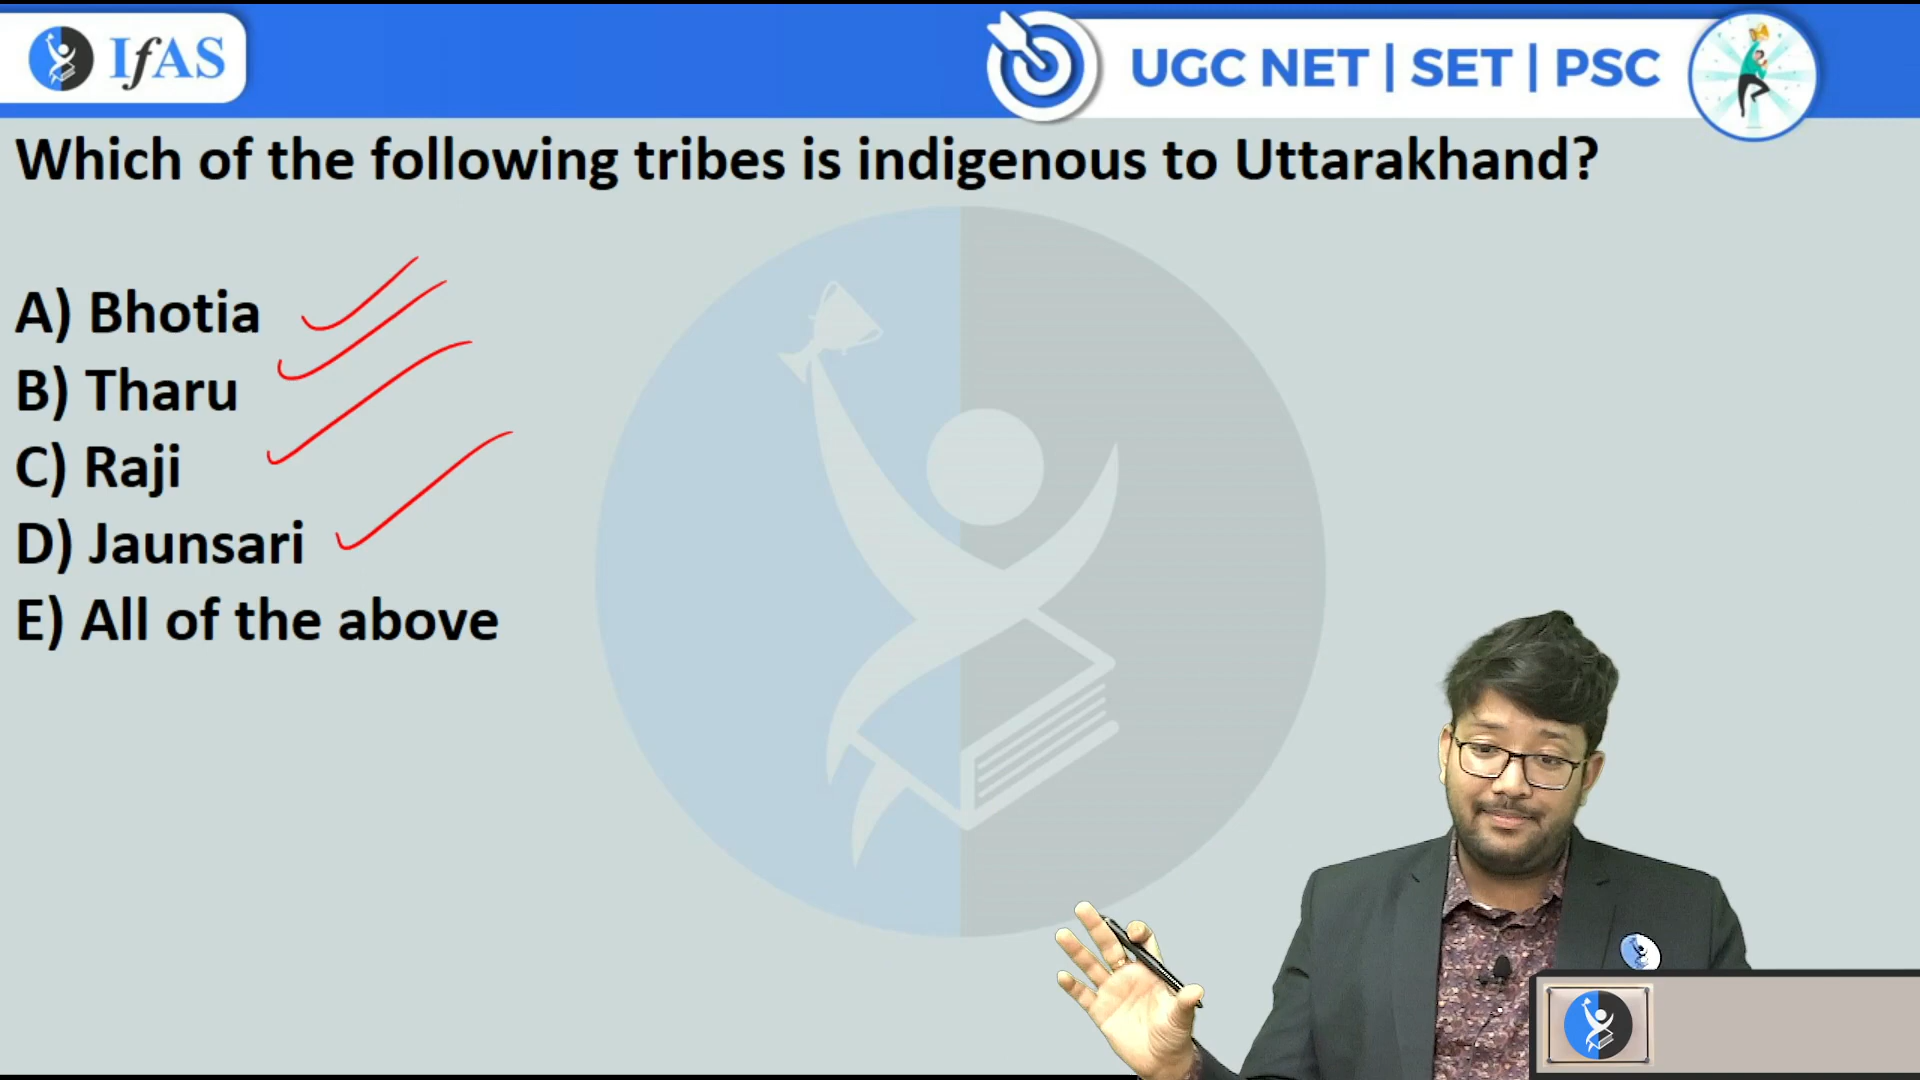 IfAS
UGC NET | SET | PSC
Which of the following tribes is indigenous to Uttarakhand?
A) Bhotia
B) Tharu
C) Raji
D) Jaunsari
E) All of the above